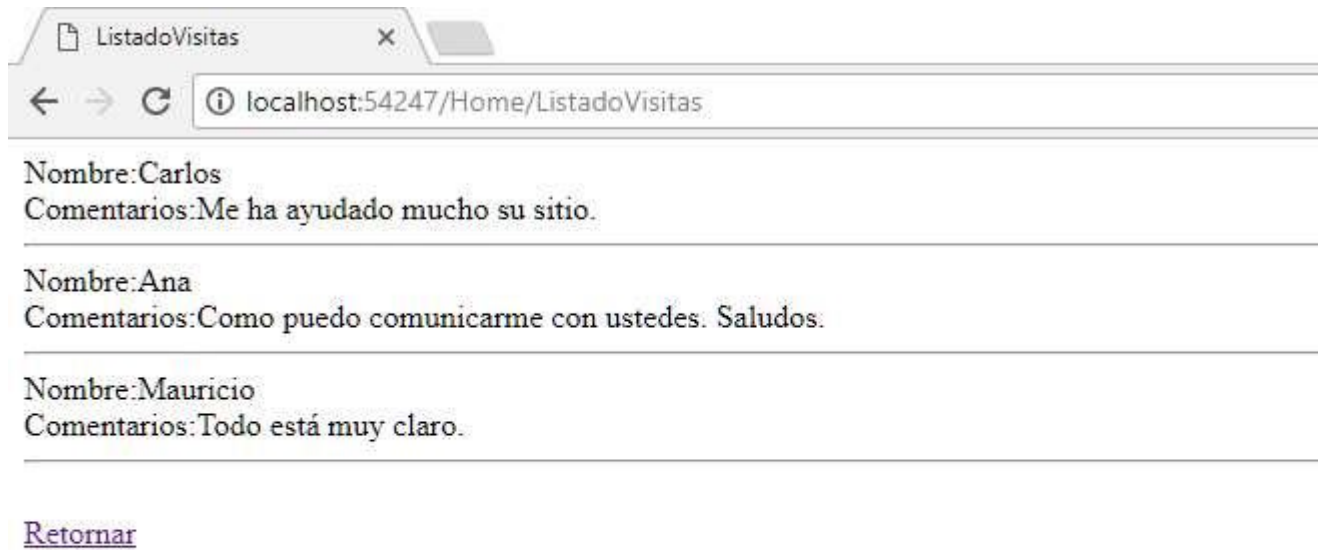 ListadoVisitas
localhost:54247/Home/ListadoVisitas
Nombre:Carlos
Comentarios:Me ha ayudado mucho su sitio.
Nombre:Ana
Comentarios:Como puedo comunicarme con ustedes. Saludos.
Nombre:Mauricio
Comentarios:Todo está muy claro.
Retornar